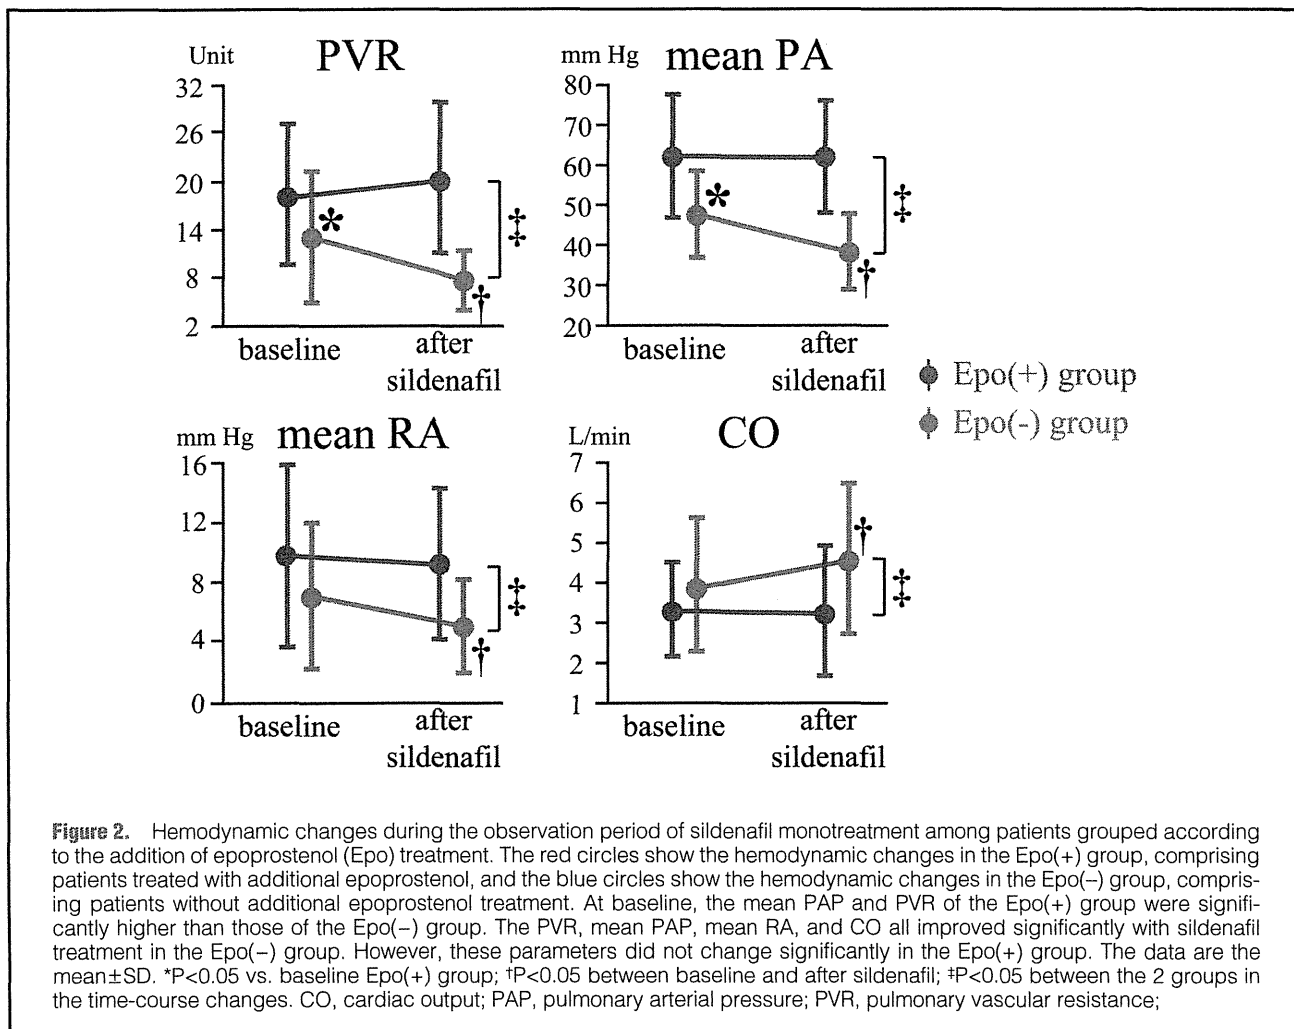 Unit PVR
32
26
20
14
8
2
*
‡
†
baseline after
sildenafil
mm Hg mean PA
80
70
60
50
40
30
20
*
‡
†
baseline after
sildenafil
Epo(+) group
Epo(-) group
mm Hg mean RA
16
12
8
4
0
‡
†
baseline after
sildenafil
L/min CO
7
6
5
4
3
2
1
†
‡
baseline after
sildenafil
Figure 2. Hemodynamic changes during the observation period of sildenafil monotreatment among patients grouped according
to the addition of epoprostenol (Epo) treatment. The red circles show the hemodynamic changes in the Epo(+) group, comprising
patients treated with additional epoprostenol, and the blue circles show the hemodynamic changes in the Epo(−) group, compris-
ing patients without additional epoprostenol treatment. At baseline, the mean PAP and PVR of the Epo(+) group were signifi-
cantly higher than those of the Epo(−) group. The PVR, mean PAP, mean RA, and CO all improved significantly with sildenafil
treatment in the Epo(−) group. However, these parameters did not change significantly in the Epo(+) group. The data are the
mean±SD. *P<0.05 vs. baseline Epo(+) group; †P<0.05 between baseline and after sildenafil; ‡P<0.05 between the 2 groups in
the time-course changes. CO, cardiac output; PAP, pulmonary arterial pressure; PVR, pulmonary vascular resistance;